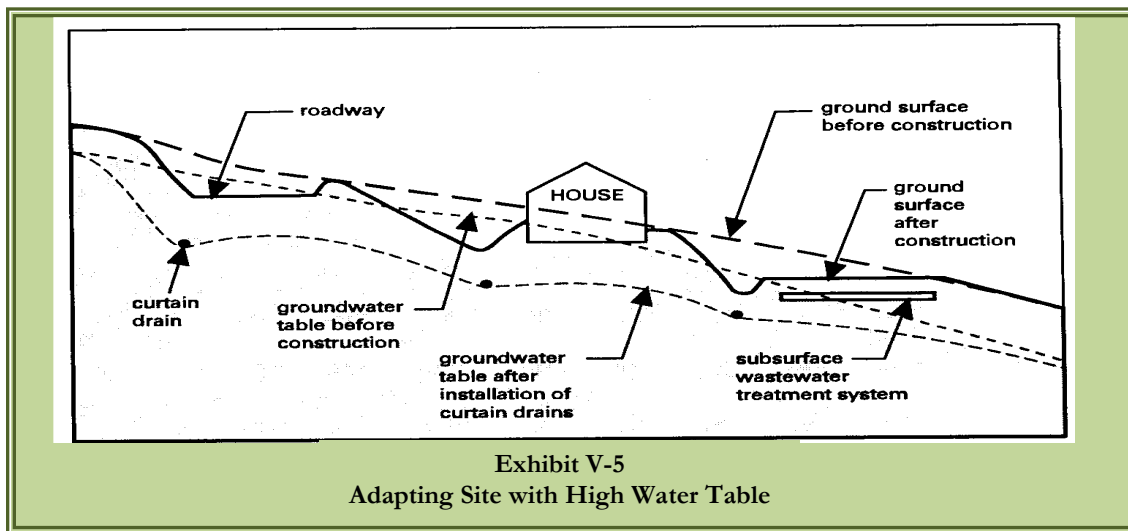 roadway
ground surface
before construction
HOUSE
ground
surface
after
construction
curtain
drain
groundwater
table before
construction
groundwater
table after
installation of
curtain drains
subsurface
wastewater
treatment system
Exhibit V-5
Adapting Site with High Water Table